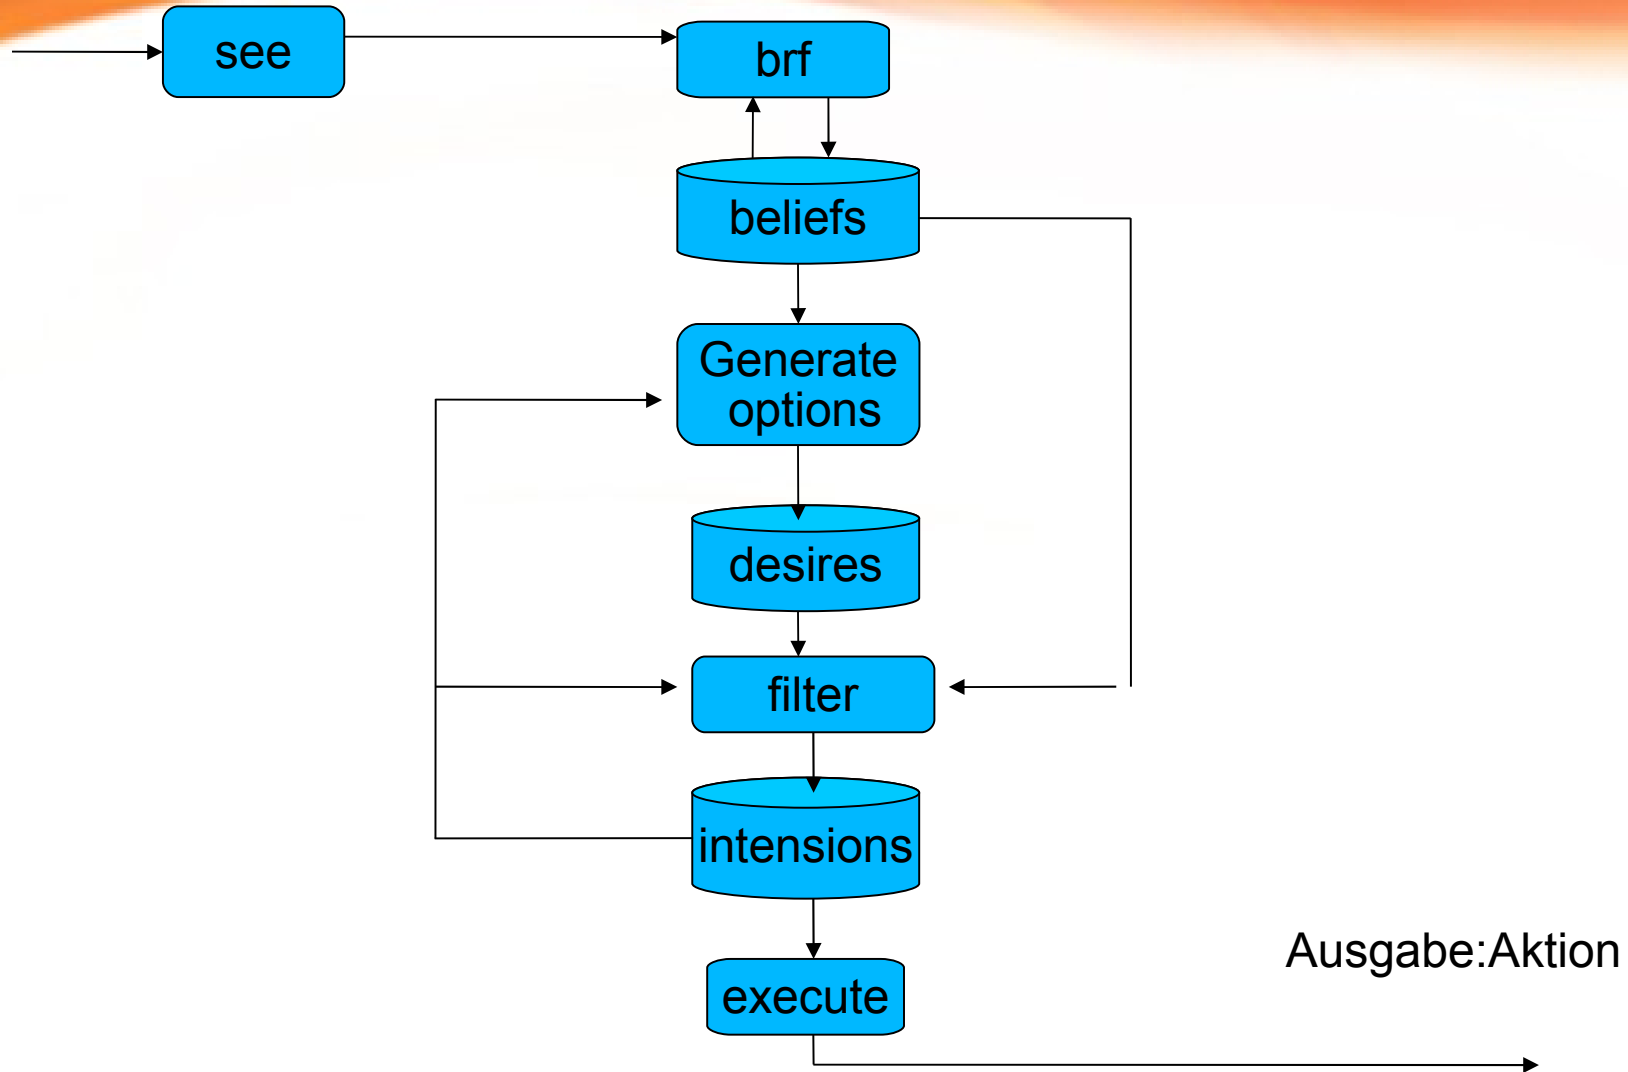 see
brf
beliefs
Generate
options
desires
filter
intensions
Ausgabe:Aktion
execute